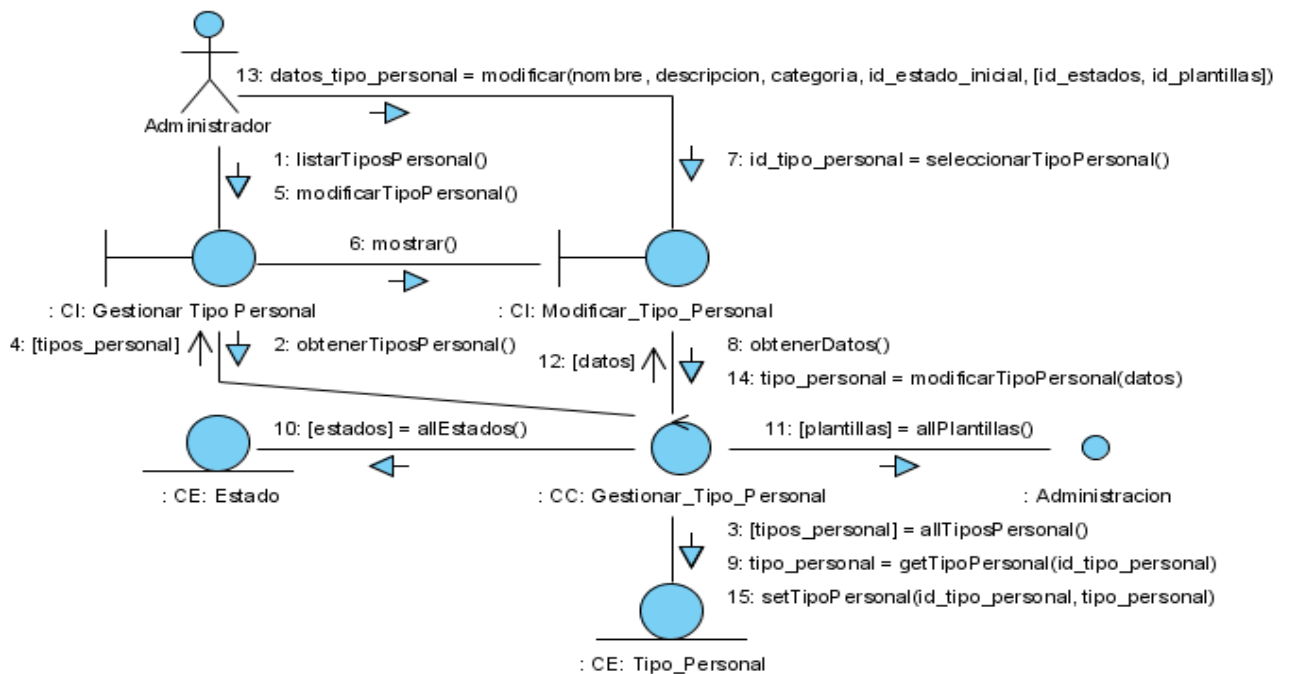 13: datos_tipo_personal = modificar(nombre, descripcion, categoria, id_estado_inicial, [id_estados, id_plantillas])
Administrador
1: listarTiposPersonal()
7: id_tipo_personal = seleccionarTipoPersonal()
5: modificarTipoPersonal()
6: mostrar()
: CI: Gestionar Tipo Personal
: CI: Modificar_Tipo_Personal
4: [tipos_personal]
2: obtenerTiposPersonal()
12: [datos]
8: obtenerDatos()
14: tipo_personal = modificarTipoPersonal(datos)
10: [estados] = allEstados()
11: [plantillas] = allPlantillas()
: CE: Estado
: CC: Gestionar_Tipo_Personal
: Administracion
3: [tipos_personal] = allTiposPersonal()
9: tipo_personal = getTipoPersonal(id_tipo_personal)
15: setTipoPersonal(id_tipo_personal, tipo_personal)
: CE: Tipo_Personal